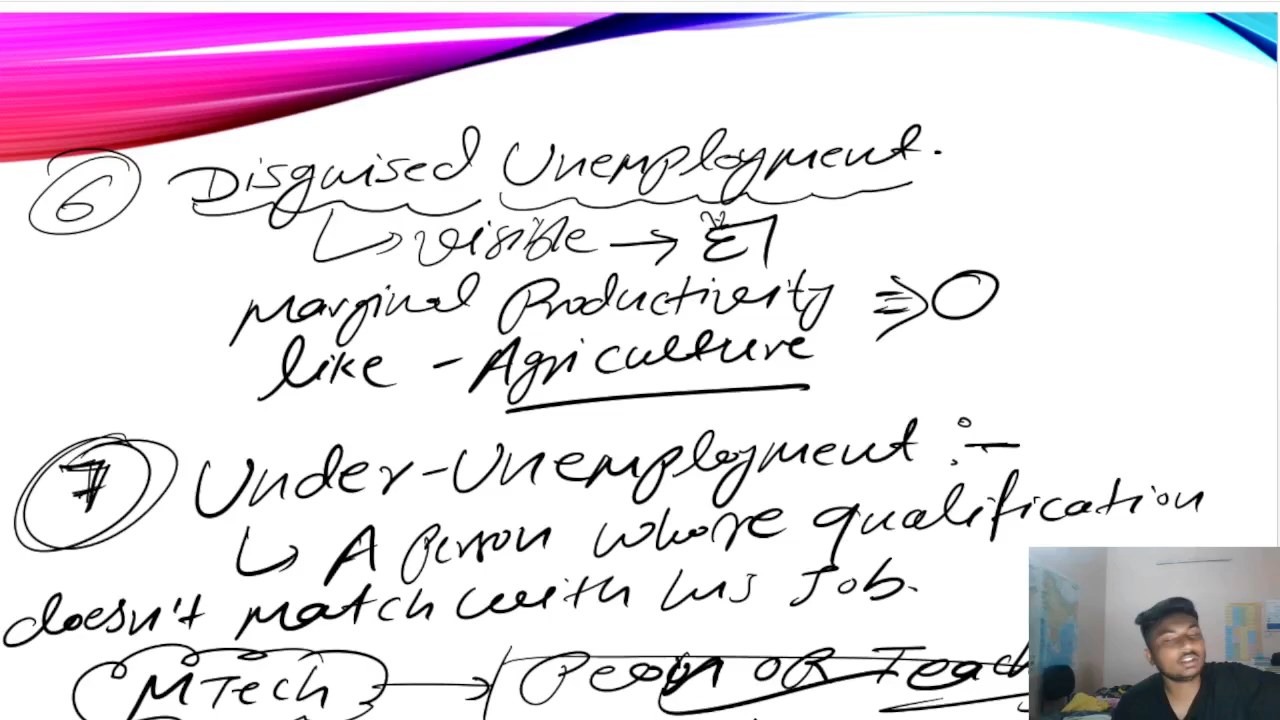 6 Disguised Unemployment.
↳ visible →
Marginal Productivity ⇒ 0
like - Agriculture
7 Under-Unemployment :-
↳ A Person whose qualification
doesn't match with his Job.
MTech → OR Teach